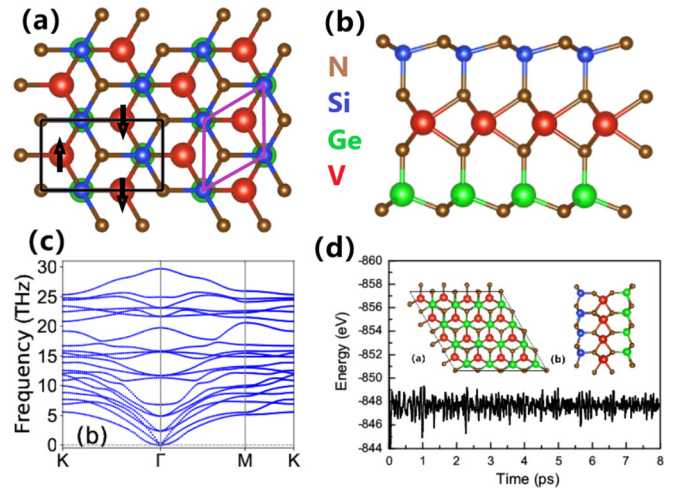 (a)
(b)
N
Si
Ge
V
(c)
Frequency (THz)
30
25
20
15
10
5
0
(b)
K
Γ
M
K
(d)
Energy (eV)
-860
-858
-856
-854
-852
-850
-848
-846
-844
(a)
(b)
0
1
2
3
4
5
6
7
8
Time (ps)